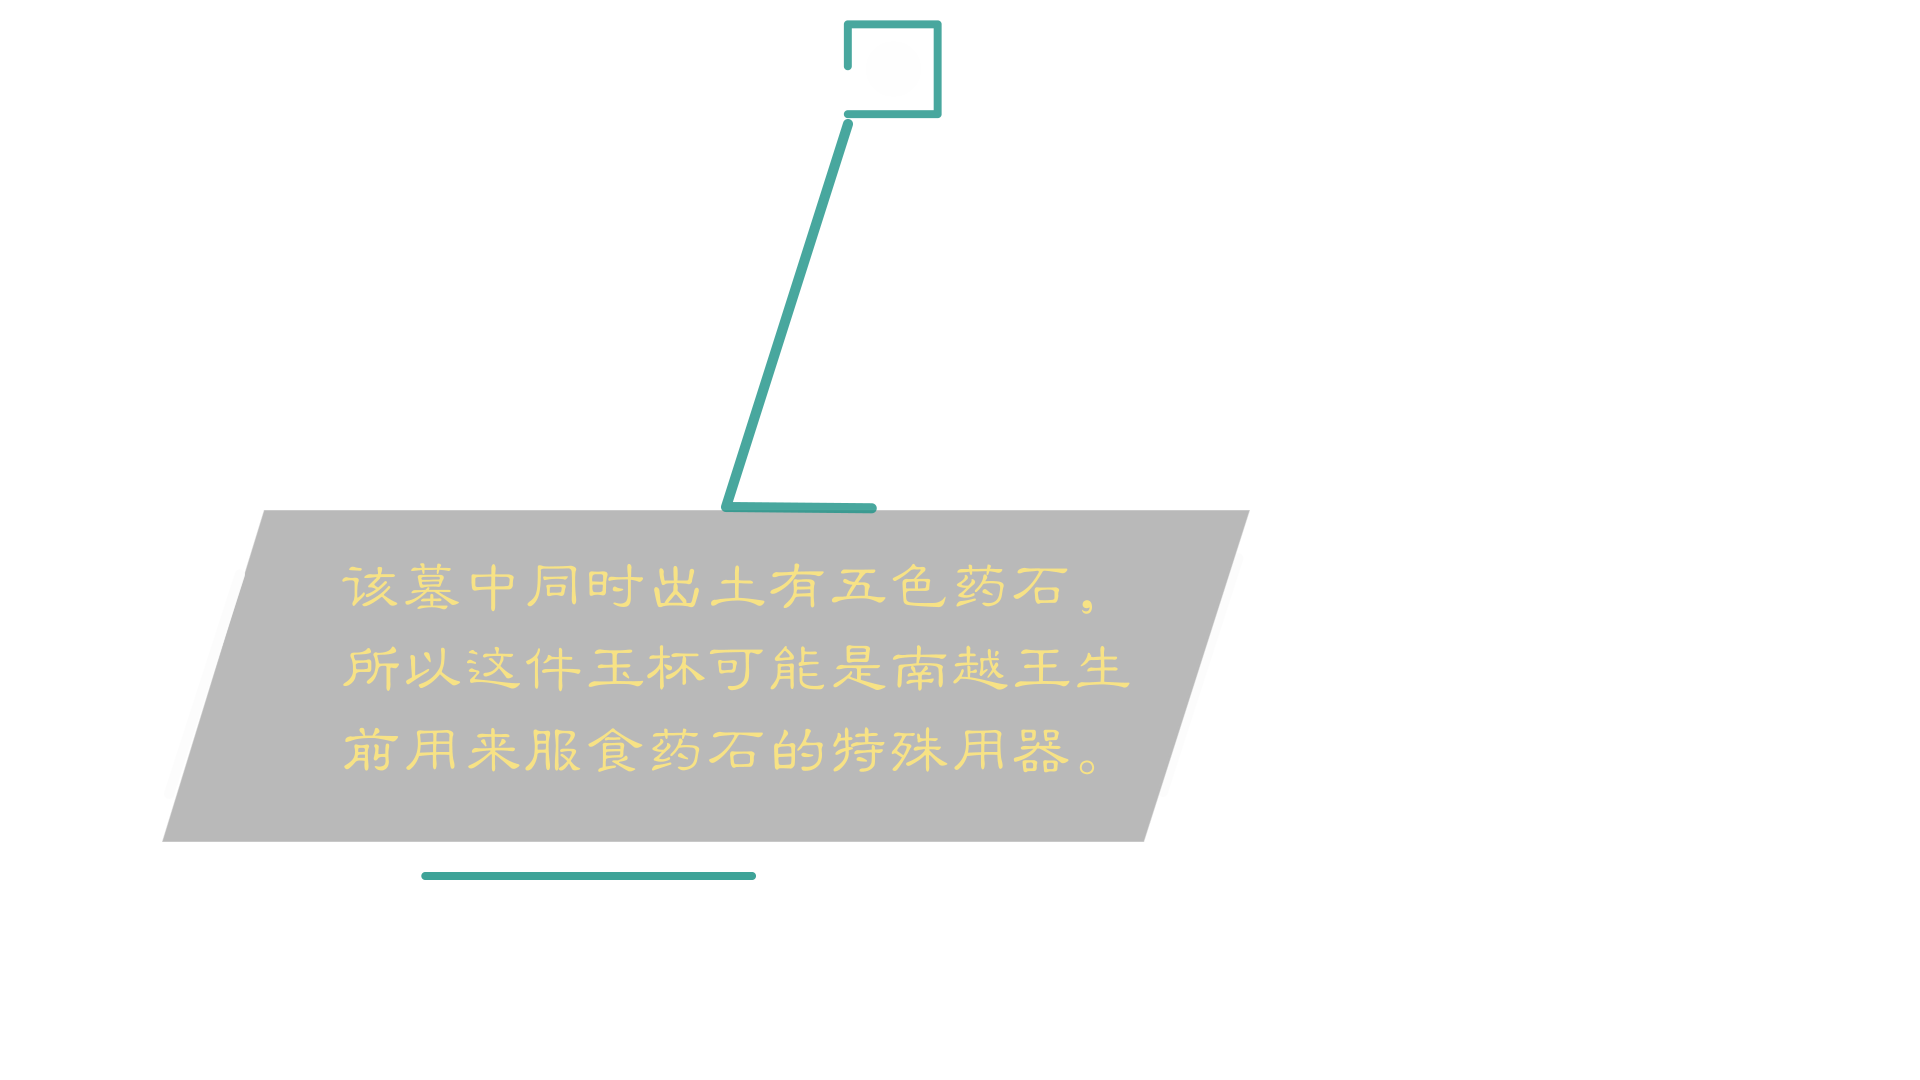 该墓中同时出土有五色药石，
所以这件玉杯可能是南越王生
前用来服食药石的特殊用器。